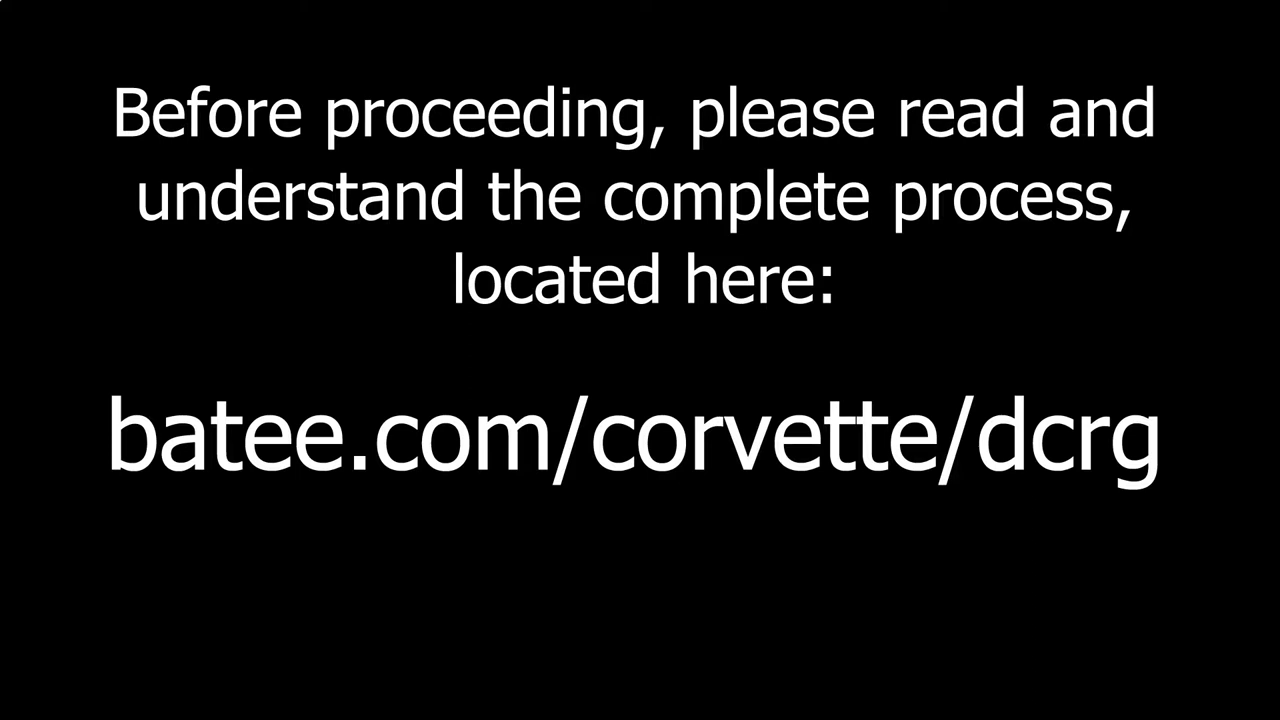 Before proceeding, please read and
understand the complete process,
located here:
batee.com/corvette/dcrg